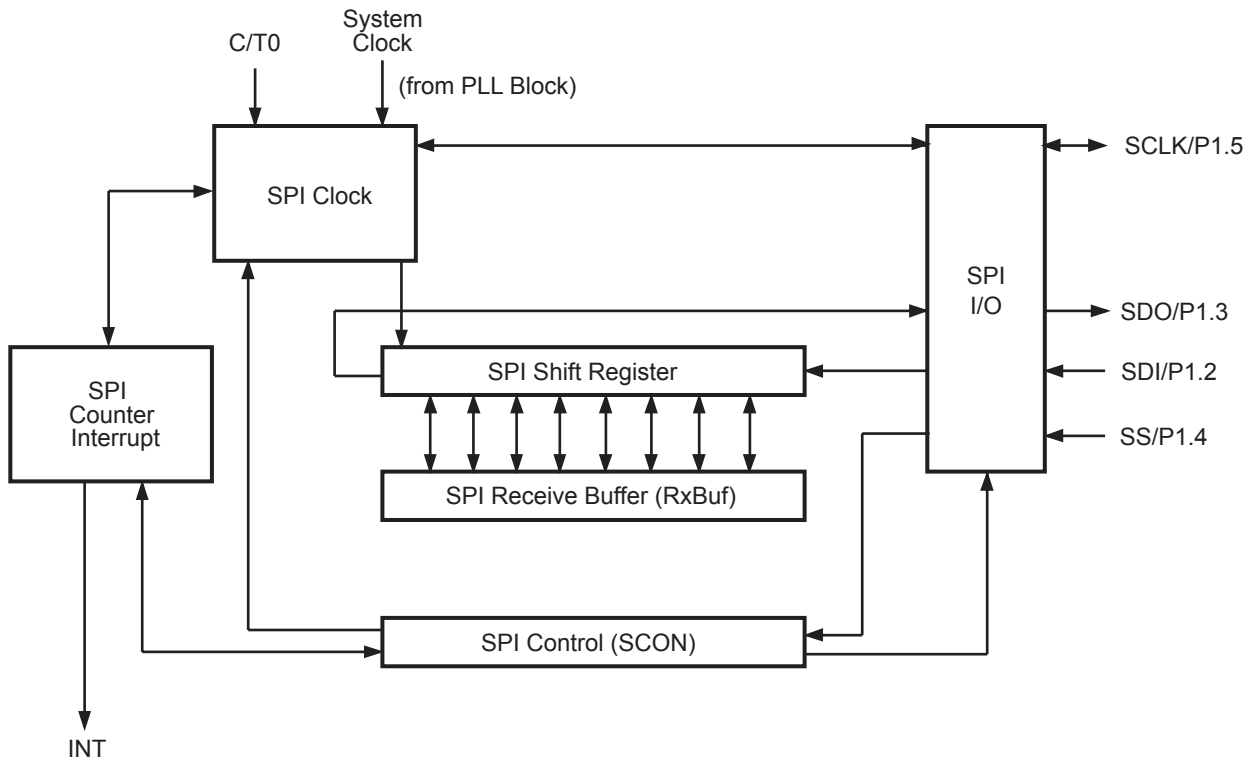 C/T0
System
Clock
(from PLL Block)
SPI Clock
SCLK/P1.5
SPI
I/O
SDO/P1.3
SPI Shift Register
SDI/P1.2
SPI
Counter
Interrupt
SS/P1.4
SPI Receive Buffer (RxBuf)
SPI Control (SCON)
INT